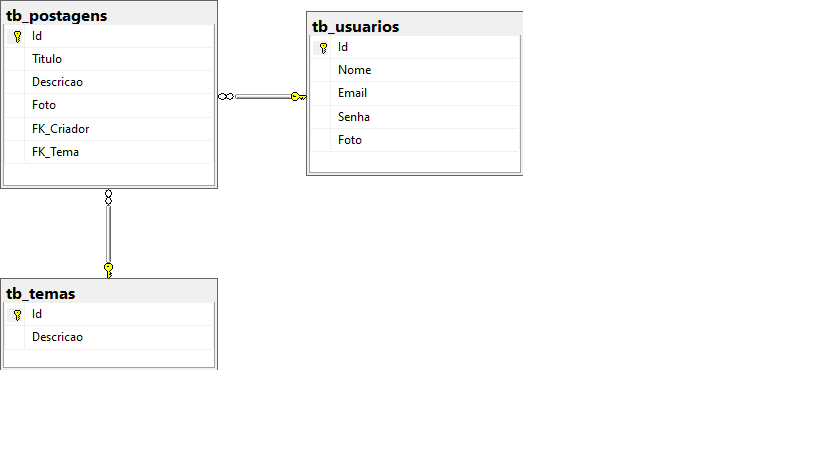 tb_postagens
Id
Titulo
Descricao
Foto
FK_Criador
FK_Tema
tb_usuarios
Id
Nome
Email
Senha
Foto
tb_temas
Id
Descricao